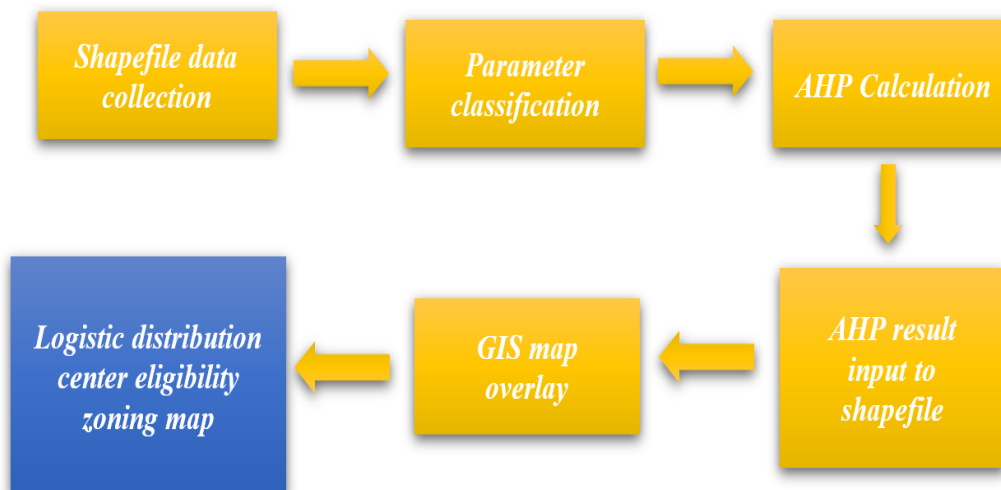 Shapefile data
collection
Parameter
classification
AHP Calculation
AHP result
input to
shapefile
GIS map
overlay
Logistic distribution
center eligibility
zoning map